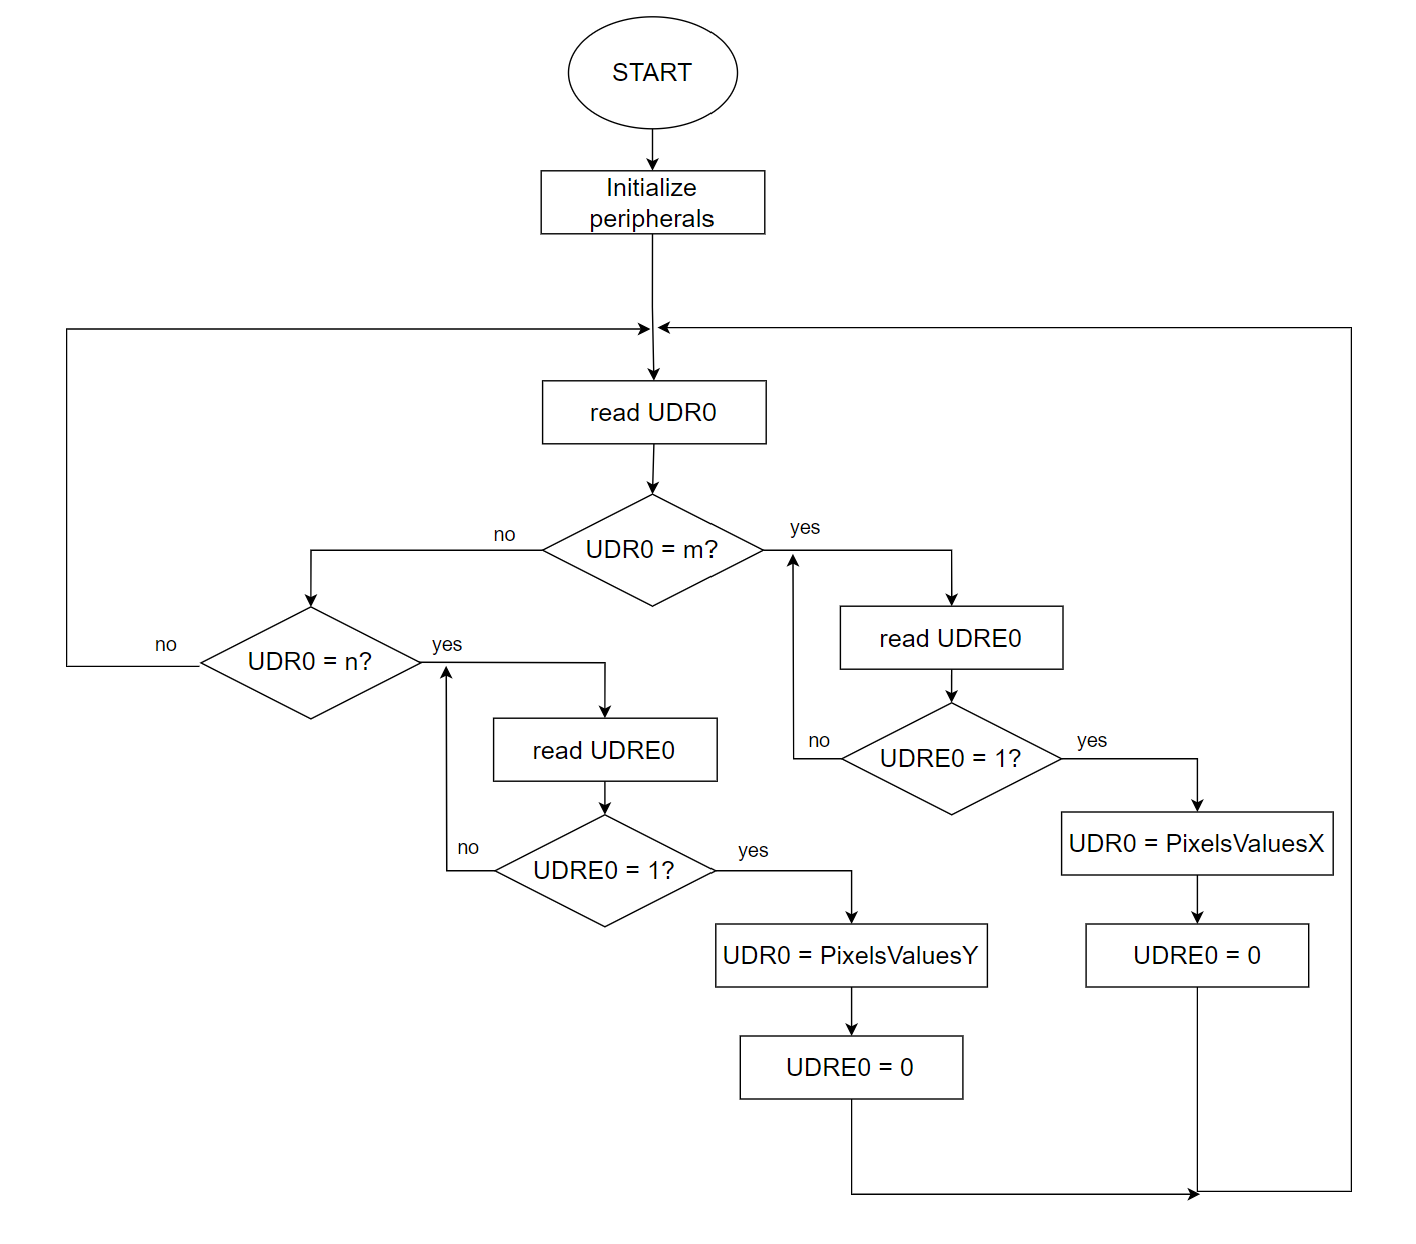 START
Initialize
peripherals
read UDR0
UDR0 = m?
no
yes
read UDRE0
UDR0 = n?
no
yes
read UDRE0
UDRE0 = 1?
no
yes
UDR0 = PixelsValuesX
UDRE0 = 1?
no
yes
UDR0 = PixelsValuesY
UDRE0 = 0
UDRE0 = 0